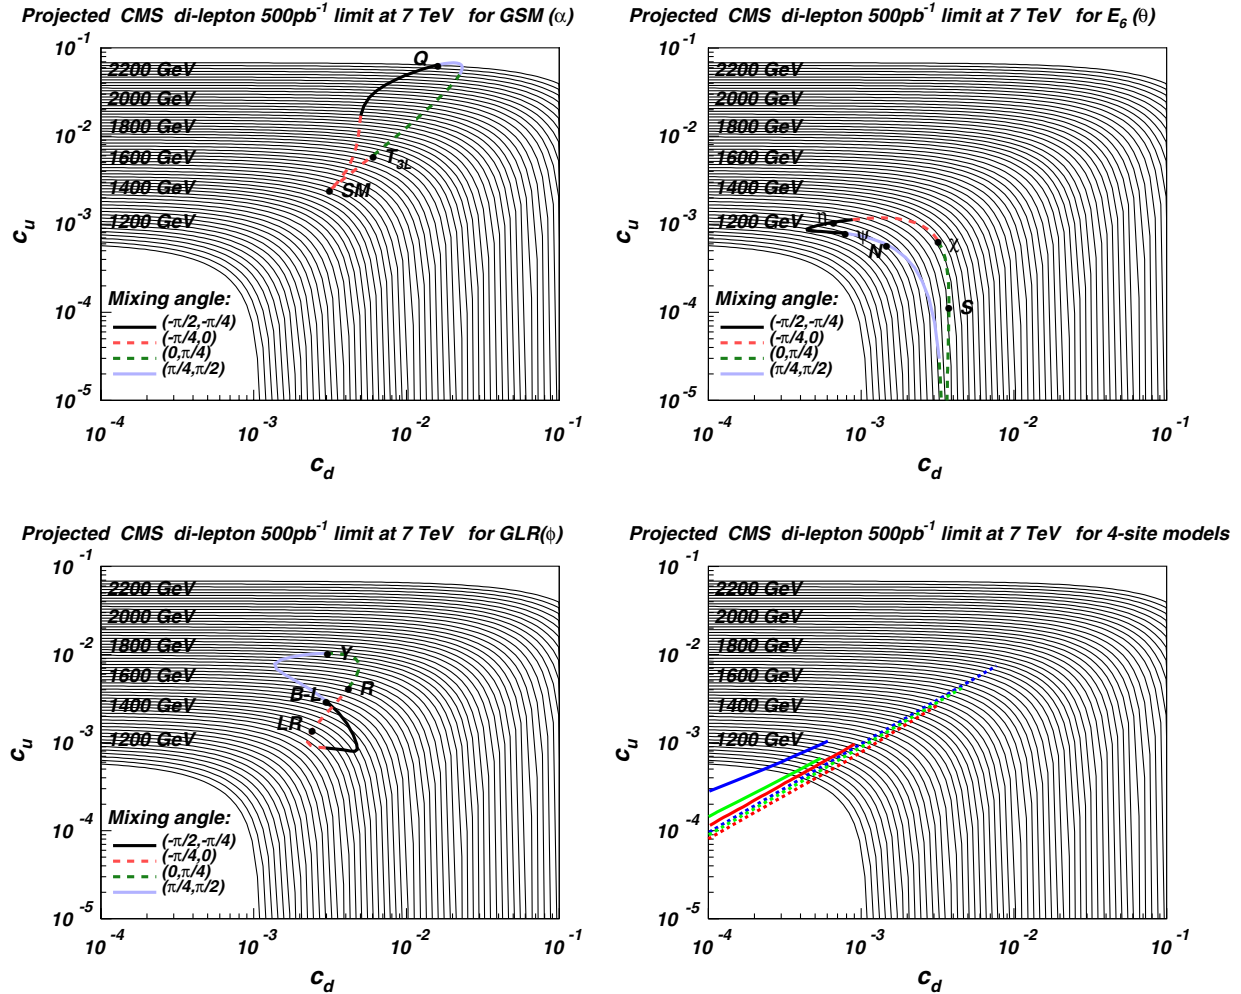 Projected CMS di-lepton 500pb⁻¹ limit at 7 TeV for GSM (α)
10⁻¹
2200 GeV
Q
2000 GeV
10⁻²
1800 GeV
1600 GeV
T₃L
1400 GeV
SM
10⁻³
1200 GeV
c_u
Mixing angle:
(-π/2,-π/4)
10⁻⁴
(-π/4,0)
(0,π/4)
(π/4,π/2)
10⁻⁵
10⁻⁴ 10⁻³ 10⁻² 10⁻¹
c_d
Projected CMS di-lepton 500pb⁻¹ limit at 7 TeV for E₆ (θ)
10⁻¹
2200 GeV
2000 GeV
10⁻²
1800 GeV
1600 GeV
1400 GeV
10⁻³
1200 GeV
η
ψ
N
χ
c_u
Mixing angle:
S
(-π/2,-π/4)
10⁻⁴
(-π/4,0)
(0,π/4)
(π/4,π/2)
10⁻⁵
10⁻⁴ 10⁻³ 10⁻² 10⁻¹
c_d
Projected CMS di-lepton 500pb⁻¹ limit at 7 TeV for GLR(ϕ)
10⁻¹
2200 GeV
2000 GeV
10⁻²
1800 GeV
Y
1600 GeV
B-L
R
1400 GeV
LR
10⁻³
1200 GeV
c_u
Mixing angle:
(-π/2,-π/4)
10⁻⁴
(-π/4,0)
(0,π/4)
(π/4,π/2)
10⁻⁵
10⁻⁴ 10⁻³ 10⁻² 10⁻¹
c_d
Projected CMS di-lepton 500pb⁻¹ limit at 7 TeV for 4-site models
10⁻¹
2200 GeV
2000 GeV
10⁻²
1800 GeV
1600 GeV
1400 GeV
10⁻³
1200 GeV
c_u
10⁻⁴
10⁻⁵
10⁻⁴ 10⁻³ 10⁻² 10⁻¹
c_d